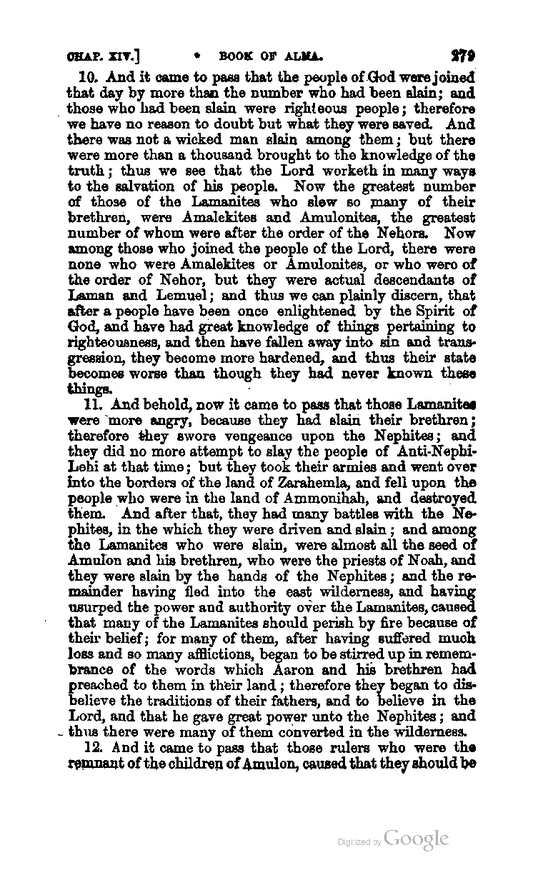 CHAP. XIV.] • BOOK OF ALMA. 279
10. And it came to pass that the people of God were joined
that day by more than the number who had been slain; and
those who had been slain were righteous people; therefore
we have no reason to doubt but what they were saved. And
there was not a wicked man slain among them; but there
were more than a thousand brought to the knowledge of the
truth; thus we see that the Lord worketh in many ways
to the salvation of his people. Now the greatest number
of those of the Lamanites who slew so many of their
brethren, were Amalekites and Amulonites, the greatest
number of whom were after the order of the Nehors. Now
among those who joined the people of the Lord, there were
none who were Amalekites or Amulonites, or who were of
the order of Nehor, but they were actual descendants of
Laman and Lemuel; and thus we can plainly discern, that
after a people have been once enlightened by the Spirit of
God, and have had great knowledge of things pertaining to
righteousness, and then have fallen away into sin and trans-
gression, they become more hardened, and thus their state
becomes worse than though they had never known these
things.
11. And behold, now it came to pass that those Lamanites
were more angry, because they had slain their brethren;
therefore they swore vengeance upon the Nephites; and
they did no more attempt to slay the people of Anti-Nephi-
Lehi at that time; but they took their armies and went over
into the borders of the land of Zarahemla, and fell upon the
people who were in the land of Ammonihah, and destroyed
them. And after that, they had many battles with the Ne-
phites, in the which they were driven and slain; and among
the Lamanites who were slain, were almost all the seed of
Amulon and his brethren, who were the priests of Noah, and
they were slain by the hands of the Nephites; and the re-
mainder having fled into the east wilderness, and having
usurped the power and authority over the Lamanites, caused
that many of the Lamanites should perish by fire because of
their belief; for many of them, after having suffered much
loss and so many afflictions, began to be stirred up in remem-
brance of the words which Aaron and his brethren had
preached to them in their land; therefore they began to dis-
believe the traditions of their fathers, and to believe in the
Lord, and that he gave great power unto the Nephites; and
thus there were many of them converted in the wilderness.
12. And it came to pass that those rulers who were the
remnant of the children of Amulon, caused that they should be
Digitized by Google